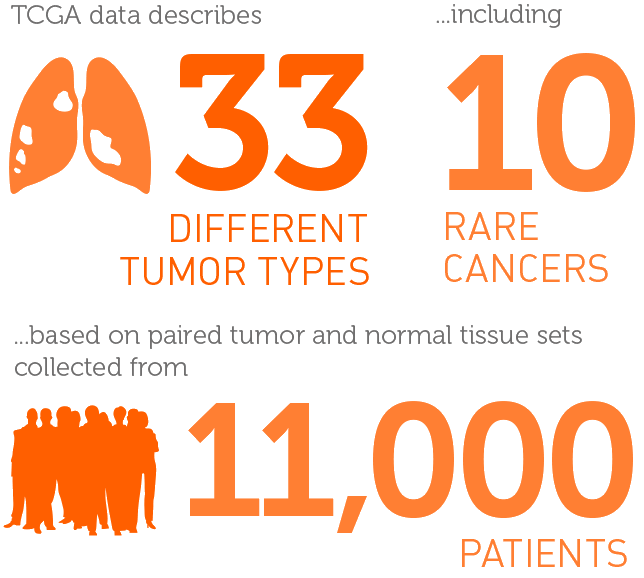 TCGA data describes
33
DIFFERENT
TUMOR TYPES
...including
10
RARE
CANCERS
...based on paired tumor and normal tissue sets
collected from
11,000
PATIENTS